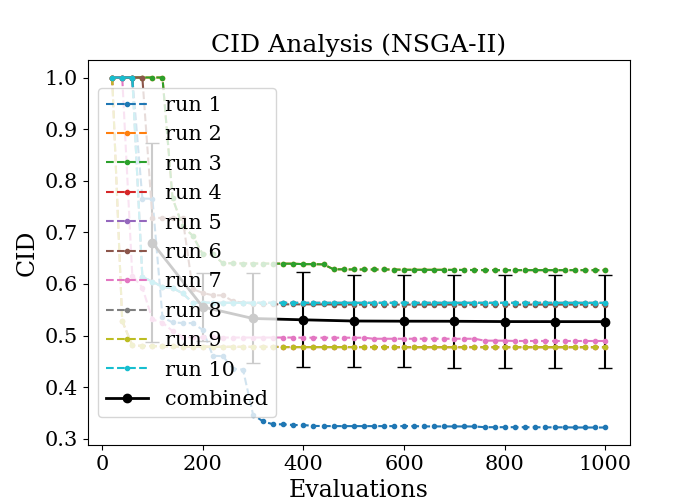 CID Analysis (NSGA-II)
CID
1.0
0.9
0.8
0.7
0.6
0.5
0.4
0.3
run 1
run 2
run 3
run 4
run 5
run 6
run 7
run 8
run 9
run 10
combined
0 200 400 600 800 1000
Evaluations